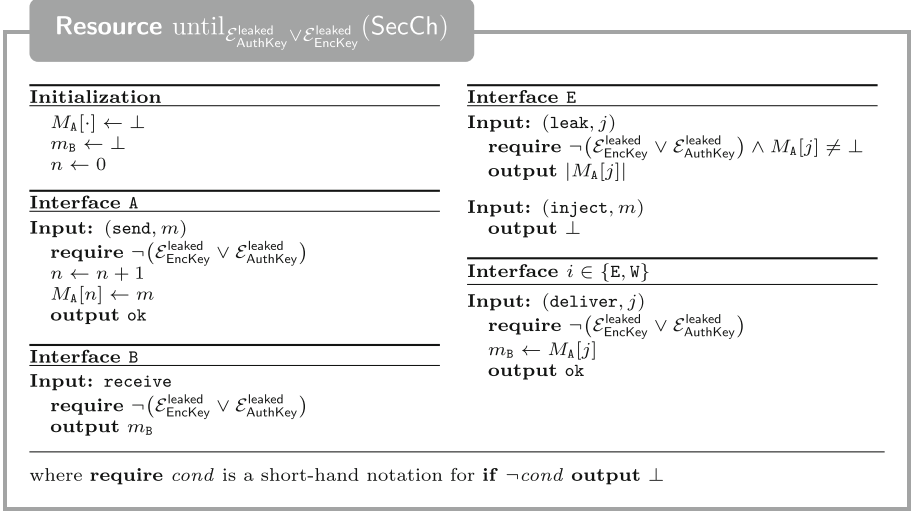 Resource until_{ℰ^{leaked}_{AuthKey}∨ℰ^{leaked}_{EncKey}}(SecCh)
Initialization
M_A[·] ← ⊥
m_B ← ⊥
n ← 0
Interface A
Input: (send, m)
require ¬(ℰ^{leaked}_{EncKey} ∨ ℰ^{leaked}_{AuthKey})
n ← n + 1
M_A[n] ← m
output ok
Interface B
Input: receive
require ¬(ℰ^{leaked}_{EncKey} ∨ ℰ^{leaked}_{AuthKey})
output m_B
Interface E
Input: (leak, j)
require ¬(ℰ^{leaked}_{EncKey} ∨ ℰ^{leaked}_{AuthKey}) ∧ M_A[j] ≠ ⊥
output |M_A[j]|
Input: (inject, m)
output ⊥
Interface i ∈ {E, W}
Input: (deliver, j)
require ¬(ℰ^{leaked}_{EncKey} ∨ ℰ^{leaked}_{AuthKey})
m_B ← M_A[j]
output ok
where require cond is a short-hand notation for if ¬cond output ⊥